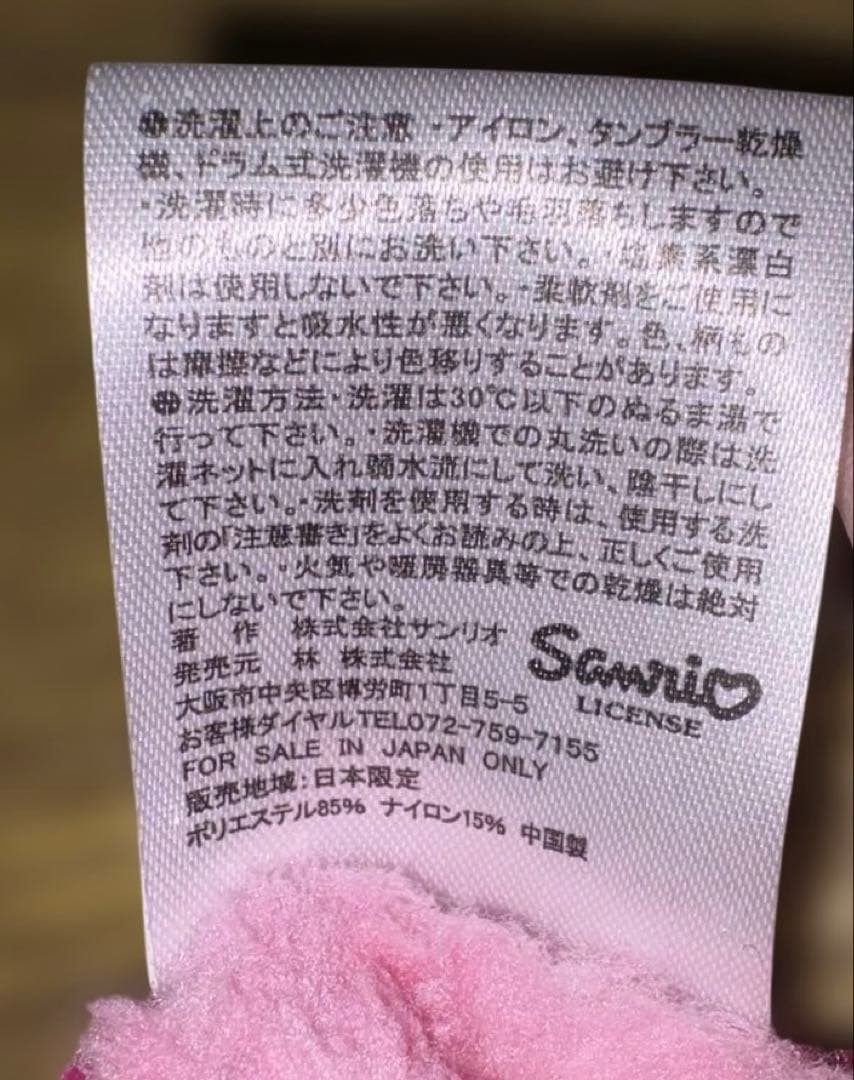 ●洗濯上のご注意 ・アイロン、タンブラー乾燥
機、ドラム式洗濯機の使用はお避け下さい。
・洗濯時に多少色落ちや毛羽落ちしますので
他のものと別にお洗い下さい。・塩素系漂白
剤は使用しないで下さい。・柔軟剤をご使用に
なりますと吸水性が悪くなります。色、柄もの
は摩擦などにより色移りすることがあります。
●洗濯方法・洗濯は30℃以下のぬるま湯で
行って下さい。・洗濯機での丸洗いの際は洗
濯ネットに入れ弱水流にして洗い、陰干しにし
て下さい。・洗剤を使用する時は、使用する洗
剤の「注意書き」をよくお読みの上、正しくご使用
下さい。・火気や暖房器具等での乾燥は絶対
にしないで下さい。
著 作 株式会社サンリオ
発売元 林 株式会社
大阪市中央区博労町1丁目5-5
お客様ダイヤルTEL072-759-7155
Sanrio
LICENSE
FOR SALE IN JAPAN ONLY
販売地域:日本限定
ポリエステル85% ナイロン15% 中国製